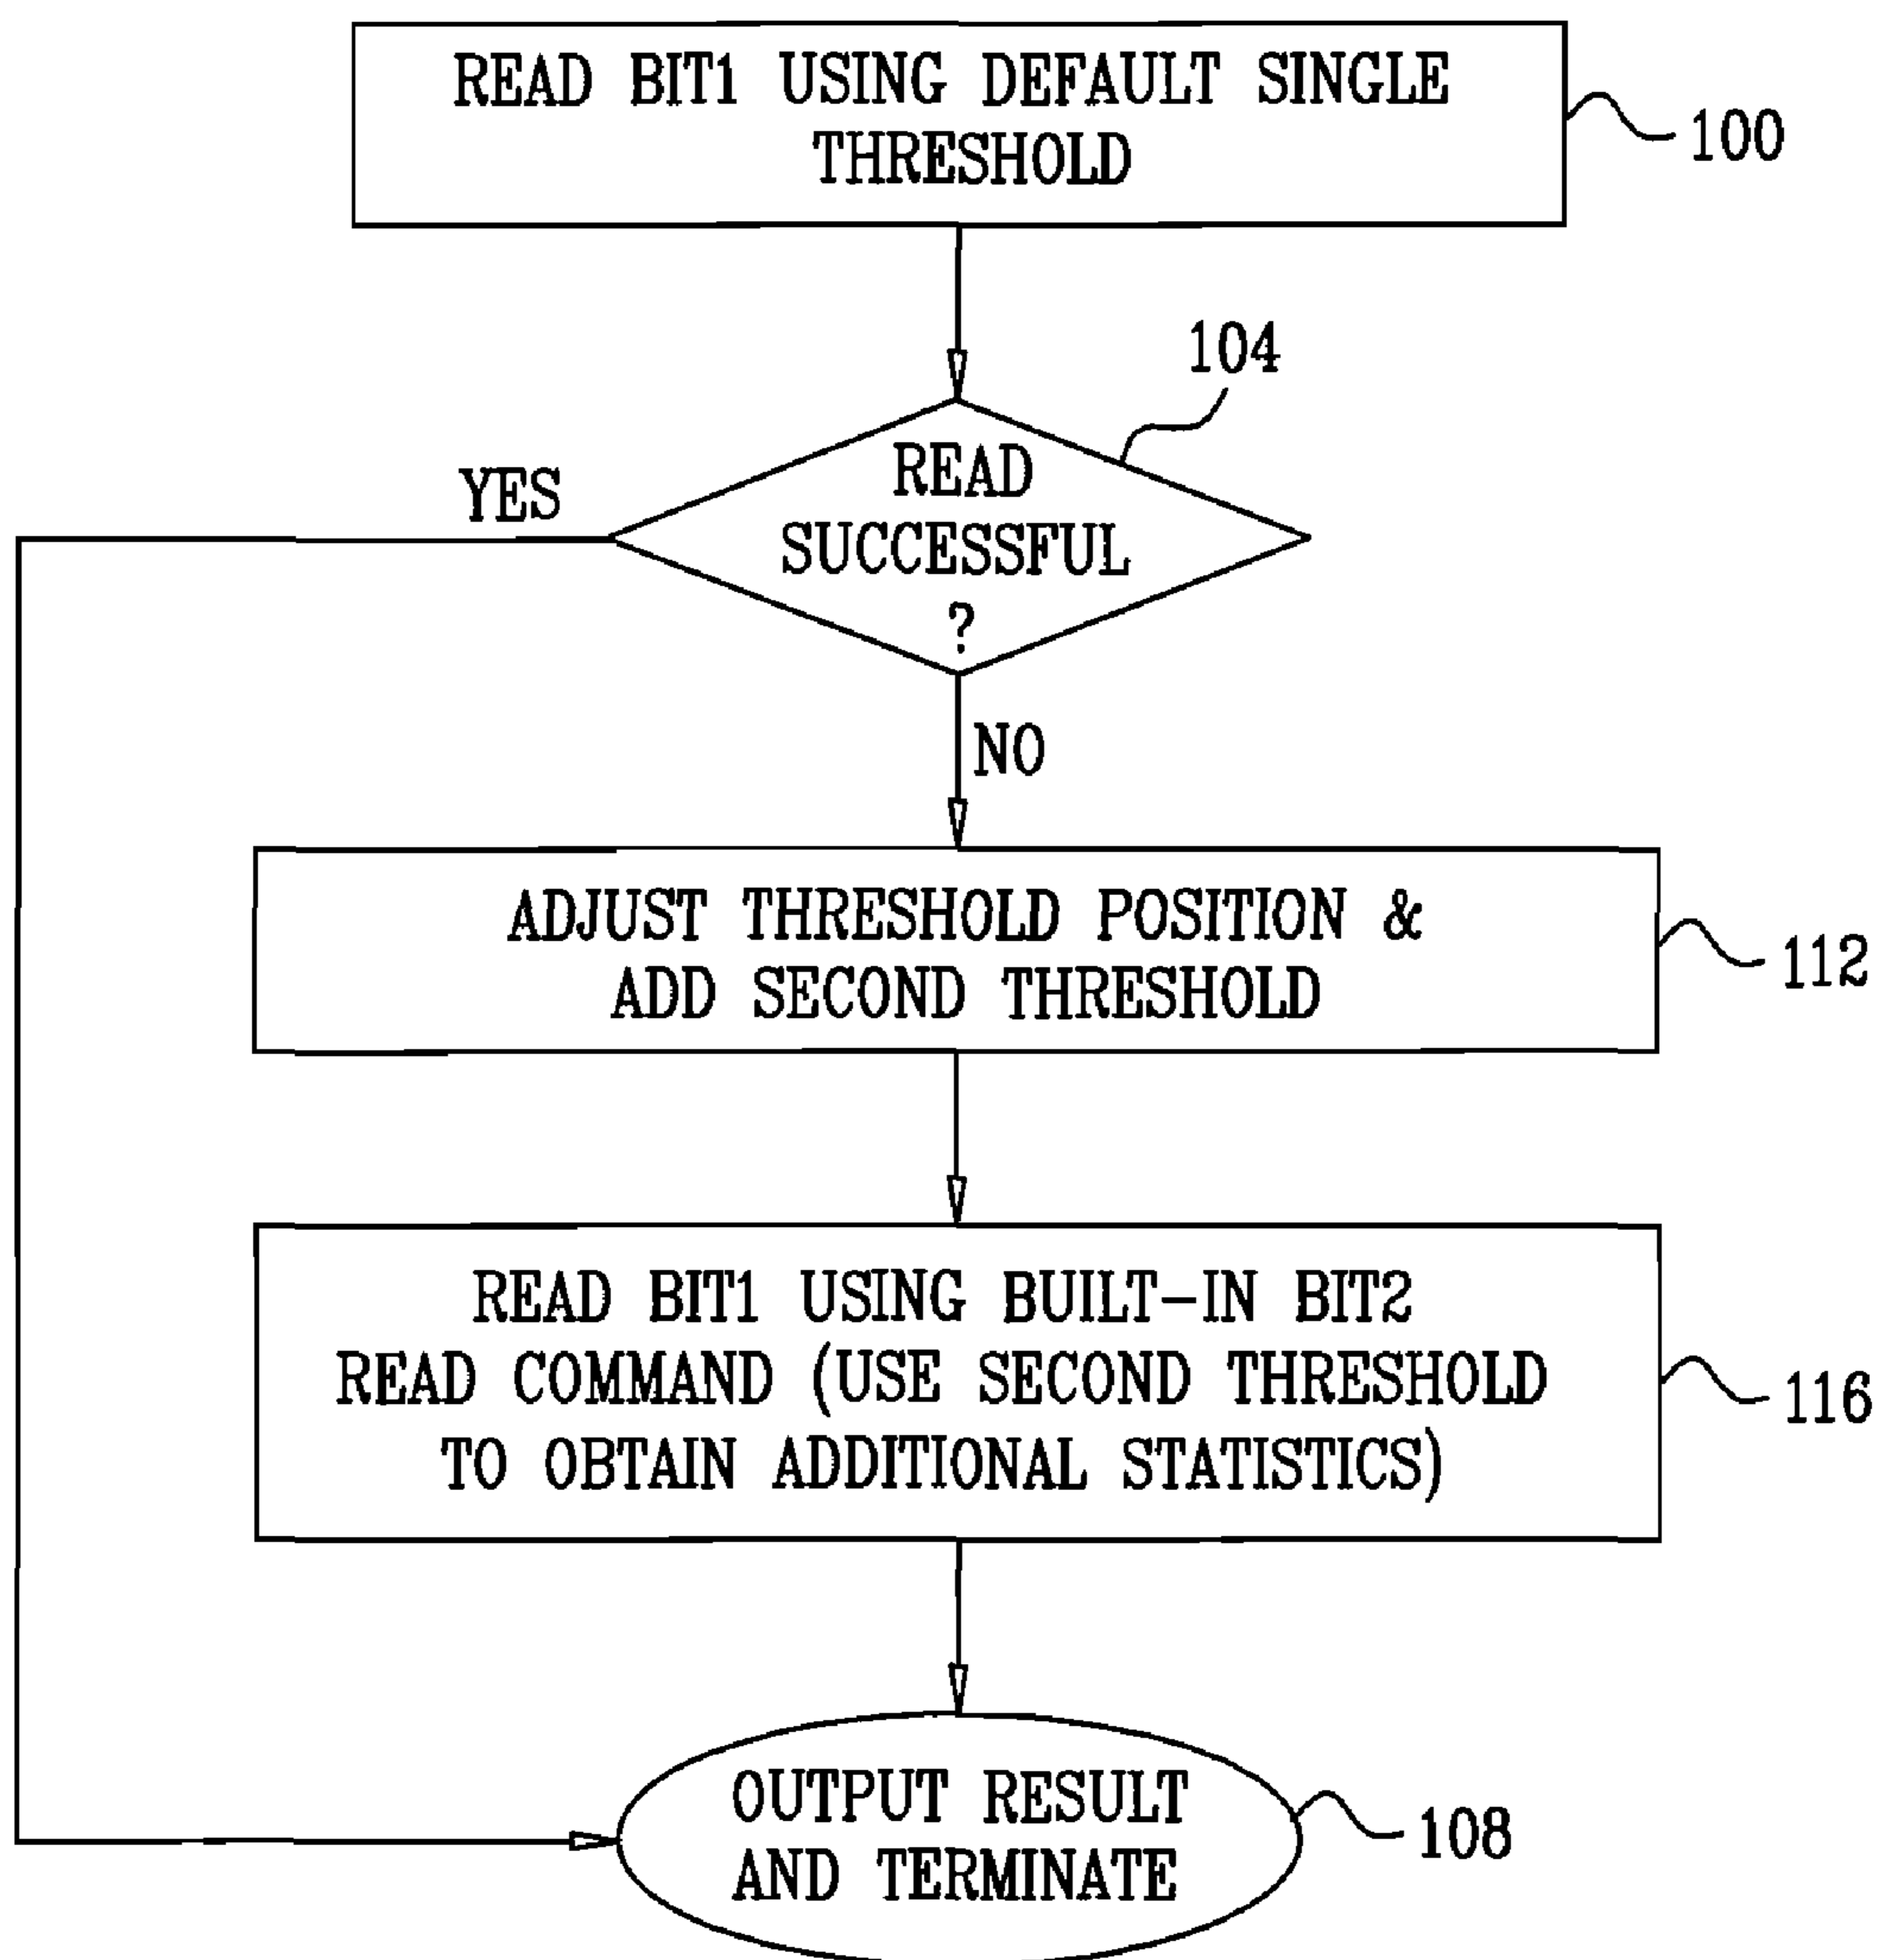 READ BIT1 USING DEFAULT SINGLE
THRESHOLD
100
104
READ
SUCCESSFUL
?
YES
NO
ADJUST THRESHOLD POSITION &
ADD SECOND THRESHOLD
112
READ BIT1 USING BUILT-IN BIT2
READ COMMAND (USE SECOND THRESHOLD
TO OBTAIN ADDITIONAL STATISTICS)
116
OUTPUT RESULT
AND TERMINATE
108